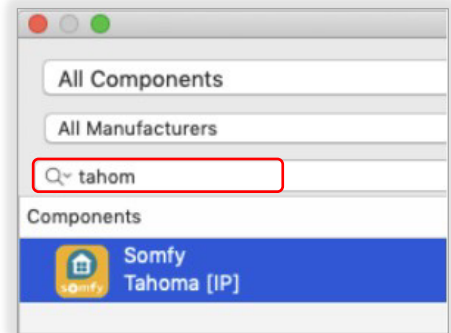 All Components
All Manufacturers
tahom
Components
Somfy
Tahoma [IP]
somfy